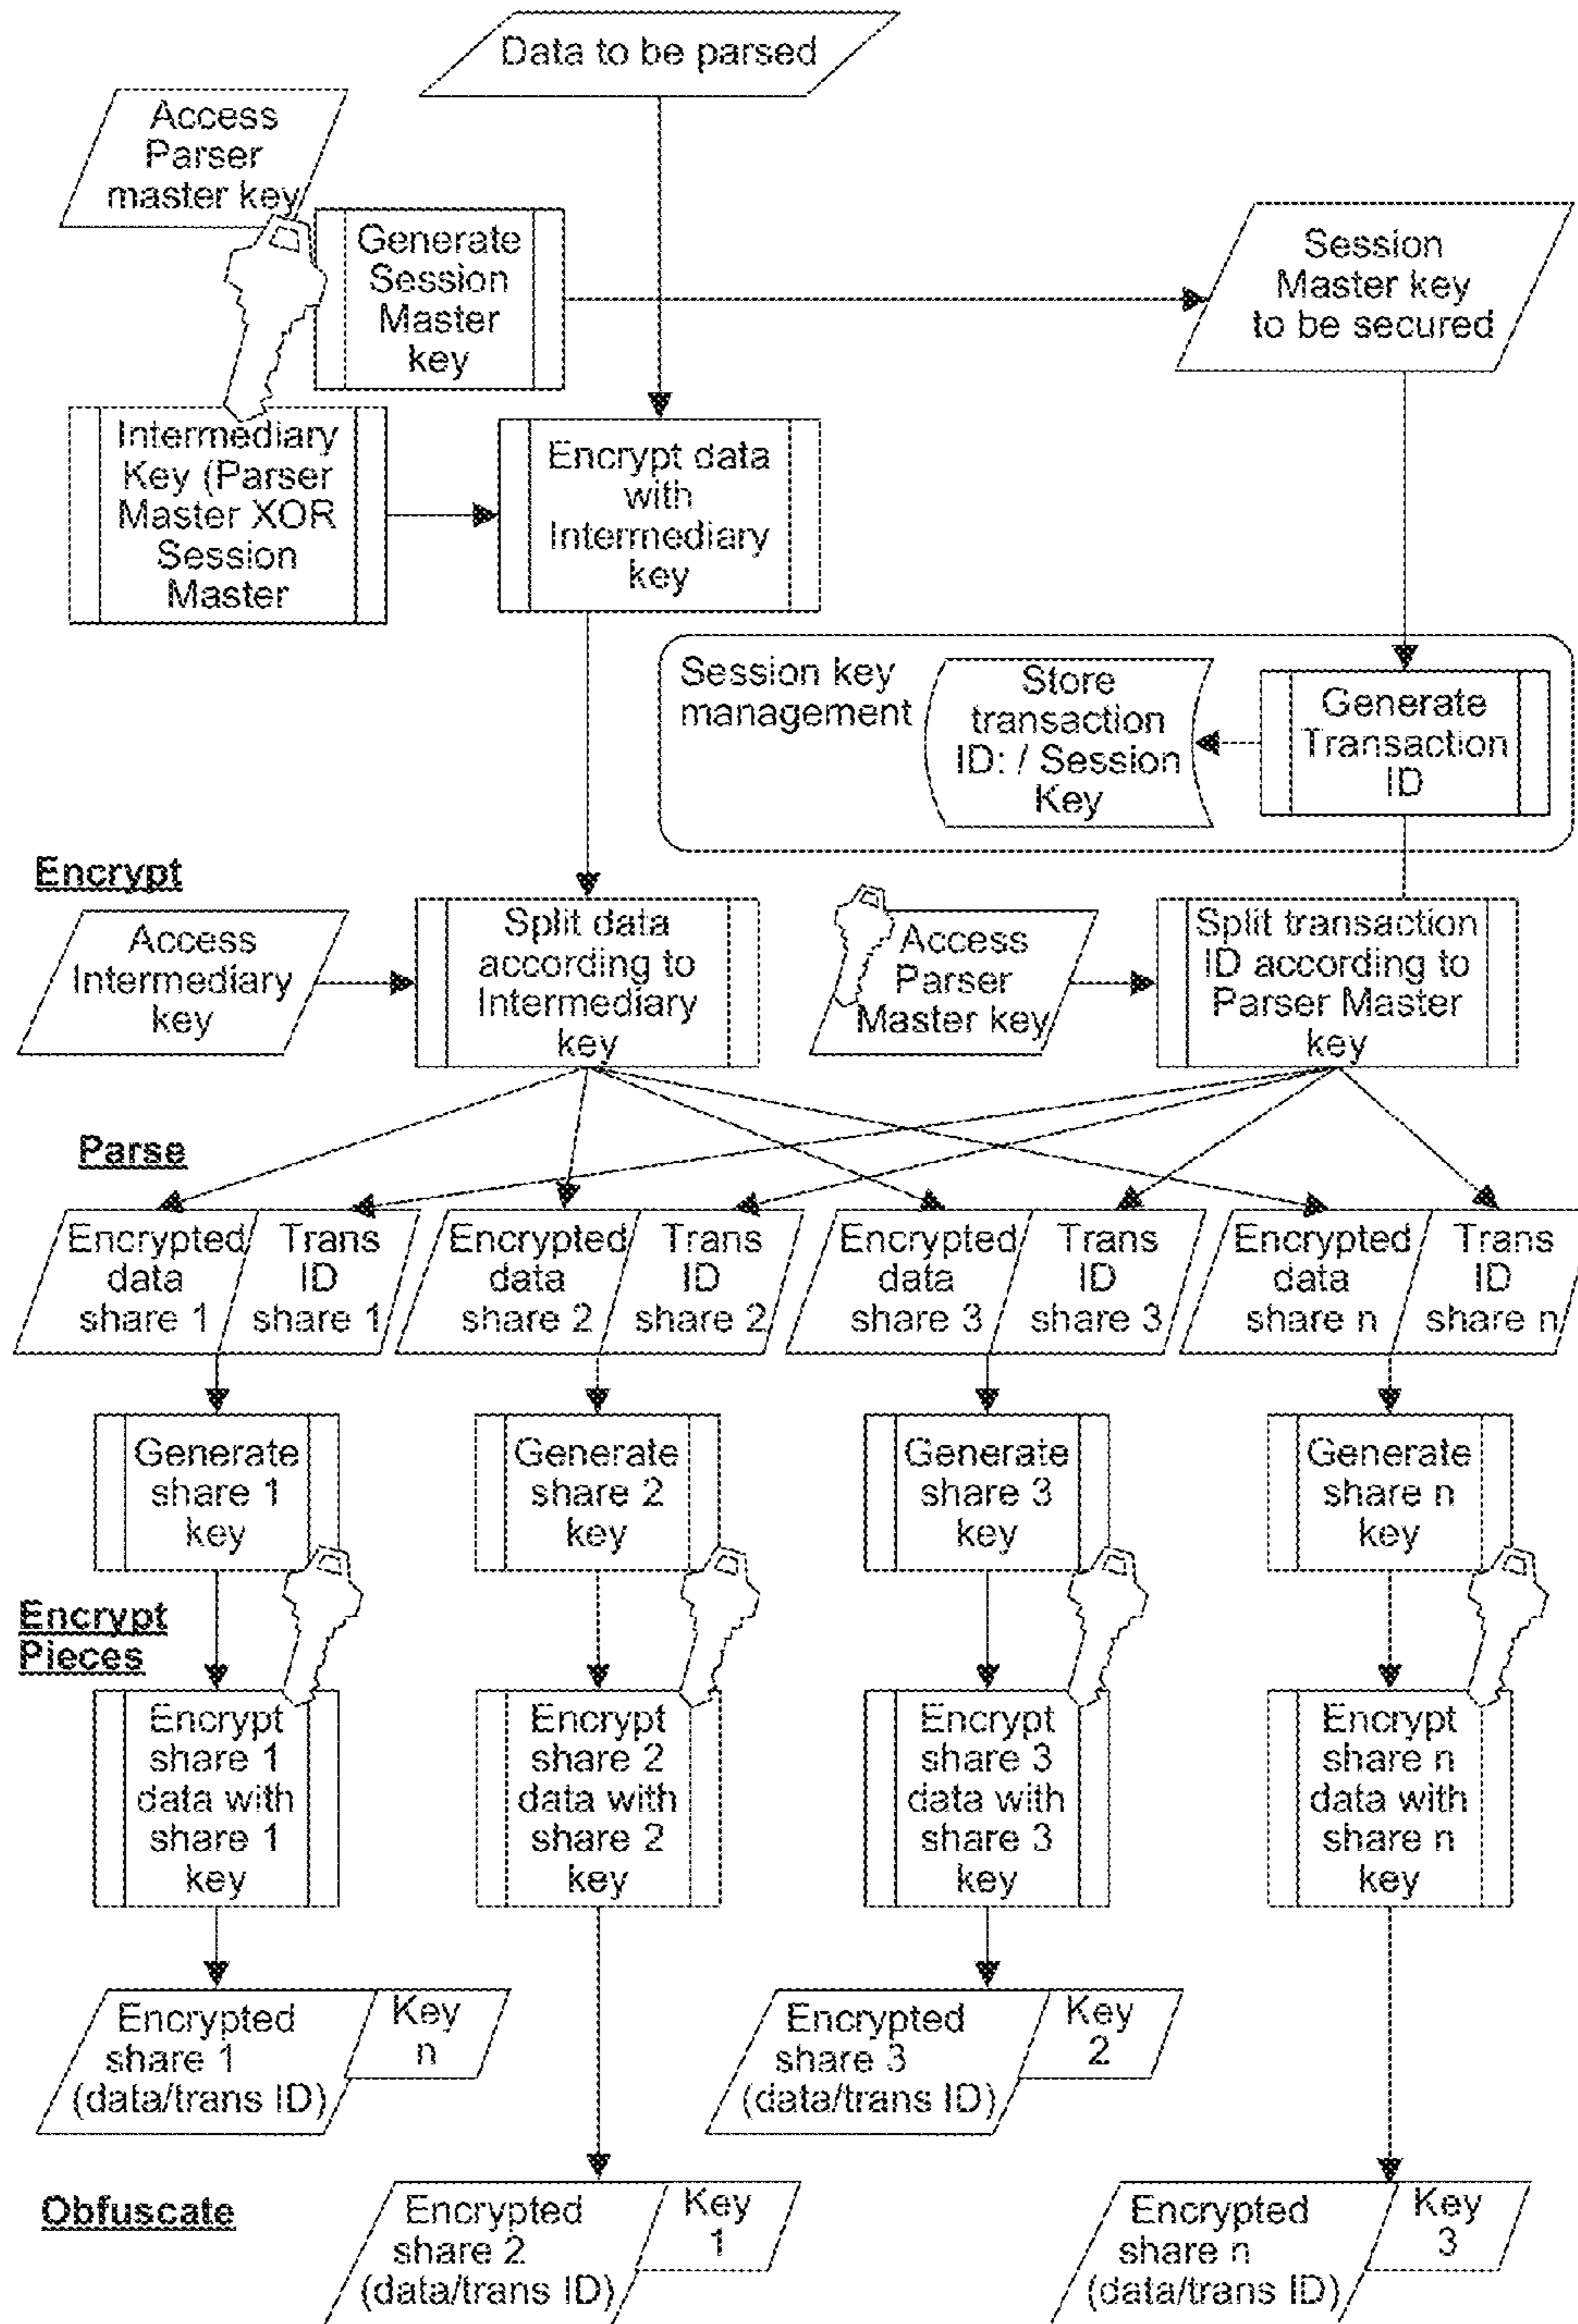 Data to be parsed
Access
Parser
master key
Generate
Session
Master
key
Session
Master key
to be secured
Intermediary
Key (Parser
Master XOR
Session
Master
Encrypt data
with
Intermediary
key
Session key
management
Store
transaction
ID: / Session
Key
Generate
Transaction
ID
Encrypt
Access
Intermediary
key
Split data
according to
Intermediary
key
Access
Parser
Master key
Split transaction
ID according to
Parser Master
key
Parse
Encrypted
data
share 1
Trans
ID
share 1
Encrypted
data
share 2
Trans
ID
share 2
Encrypted
data
share 3
Trans
ID
share 3
Encrypted
data
share n
Trans
ID
share n
Generate
share 1
key
Generate
share 2
key
Generate
share 3
key
Generate
share n
key
Encrypt
Pieces
Encrypt
share 1
data with
share 1
key
Encrypt
share 2
data with
share 2
key
Encrypt
share 3
data with
share 3
key
Encrypt
share n
data with
share n
key
Encrypted
share 1
(data/trans ID)
Key
n
Encrypted
share 3
(data/trans ID)
Key
2
Obfuscate
Encrypted
share 2
(data/trans ID)
Key
1
Encrypted
share n
(data/trans ID)
Key
3